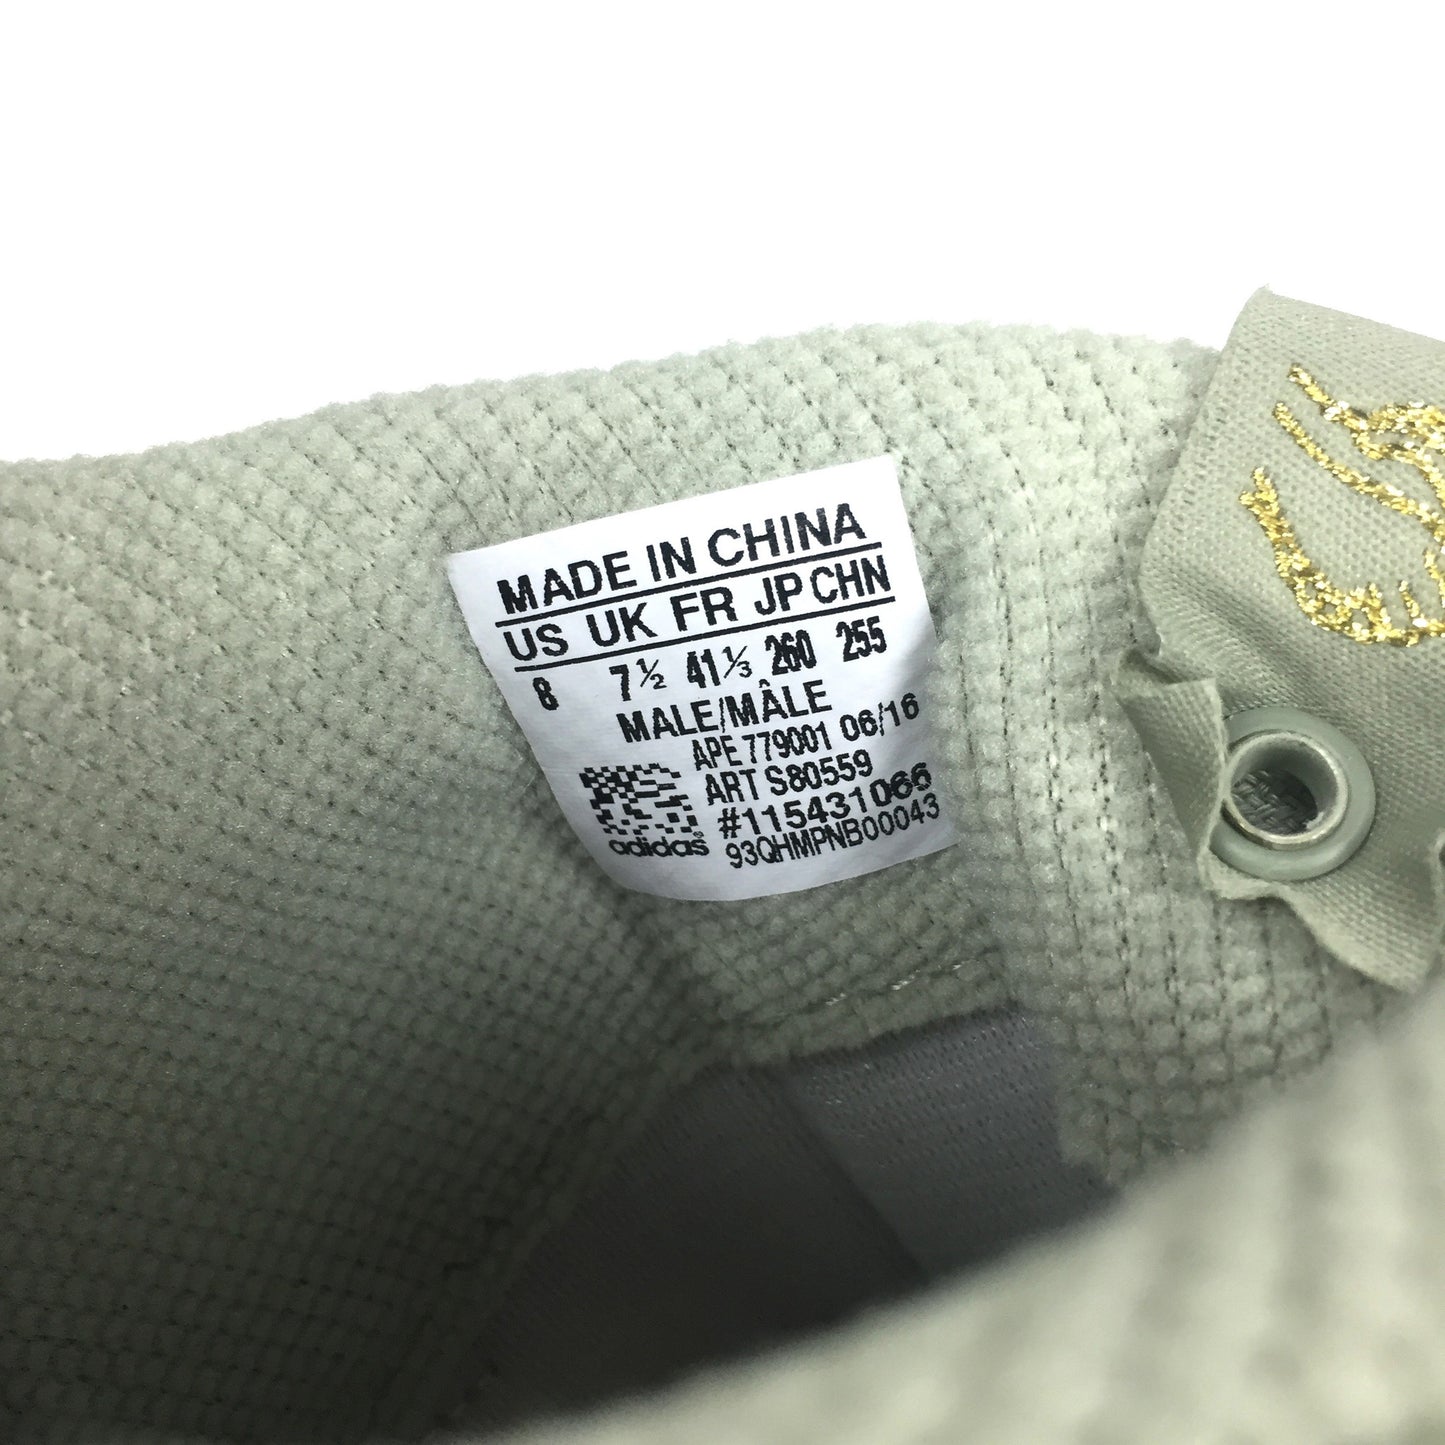 MADE IN CHINA
US UK FR JP CHN
8 7½ 41⅓ 260 255
MALE/MÂLE
APE 779001 06/16
ART S80559
#115431066
adidas
93QHMPNB00043